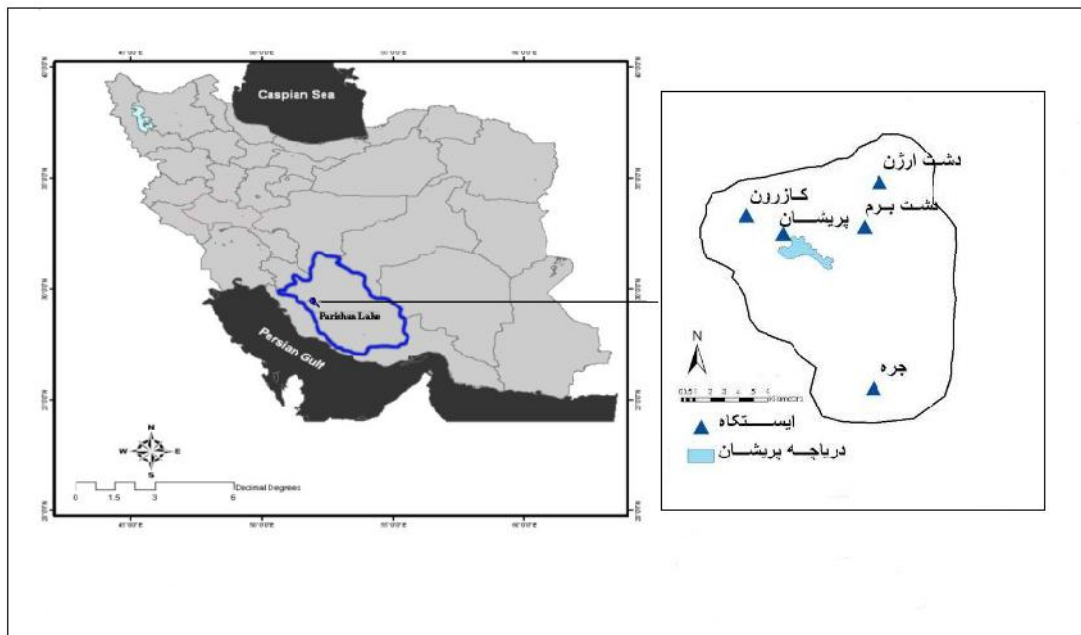 Caspian Sea
Parishan Lake
Persian Gulf
N
W
E
S
0 1.5 3 6
Decimal Degrees
دشت ارژن
کازرون
دشت برم
پریشان
جره
N
ایستگاه
دریاچه پریشان